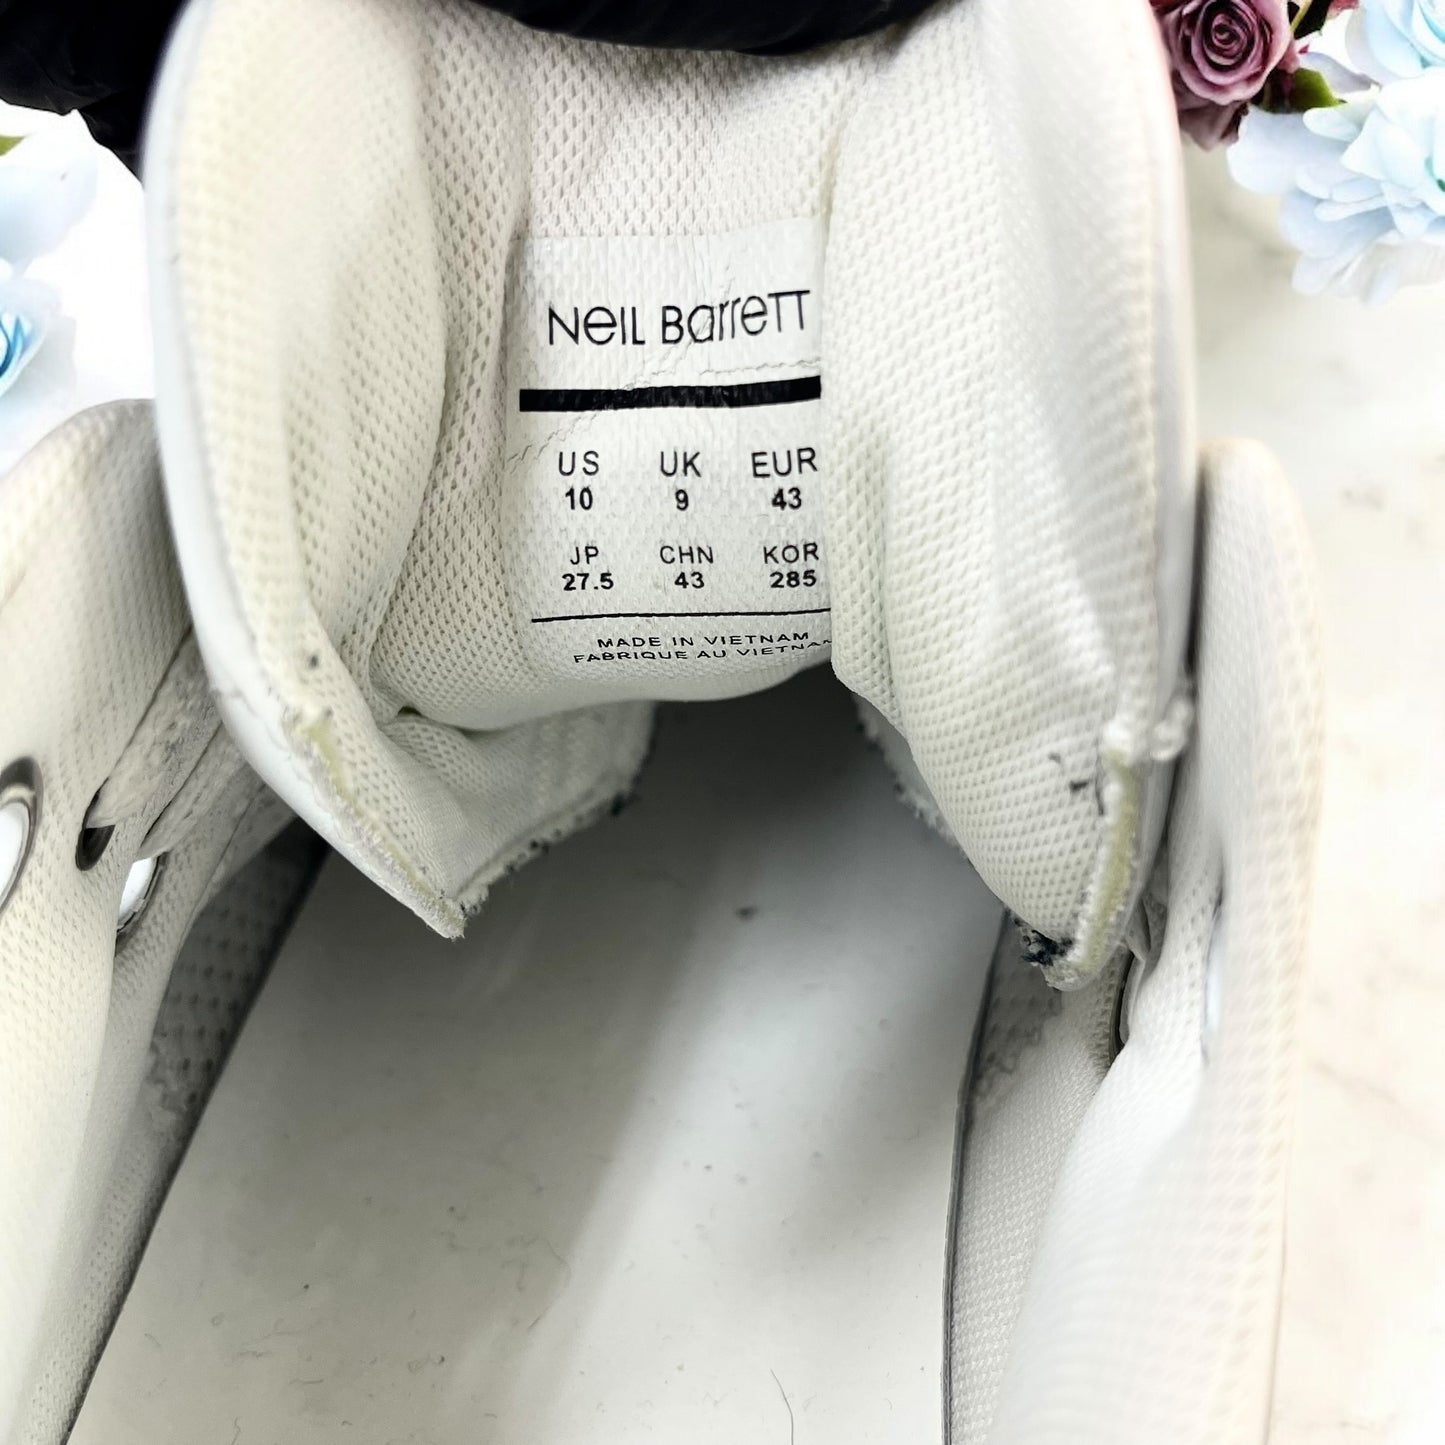 Neil Barrett
US UK EUR
10 9 43
JP CHN KOR
27.5 43 285
MADE IN VIETNAM
FABRIQUE AU VIETNAM